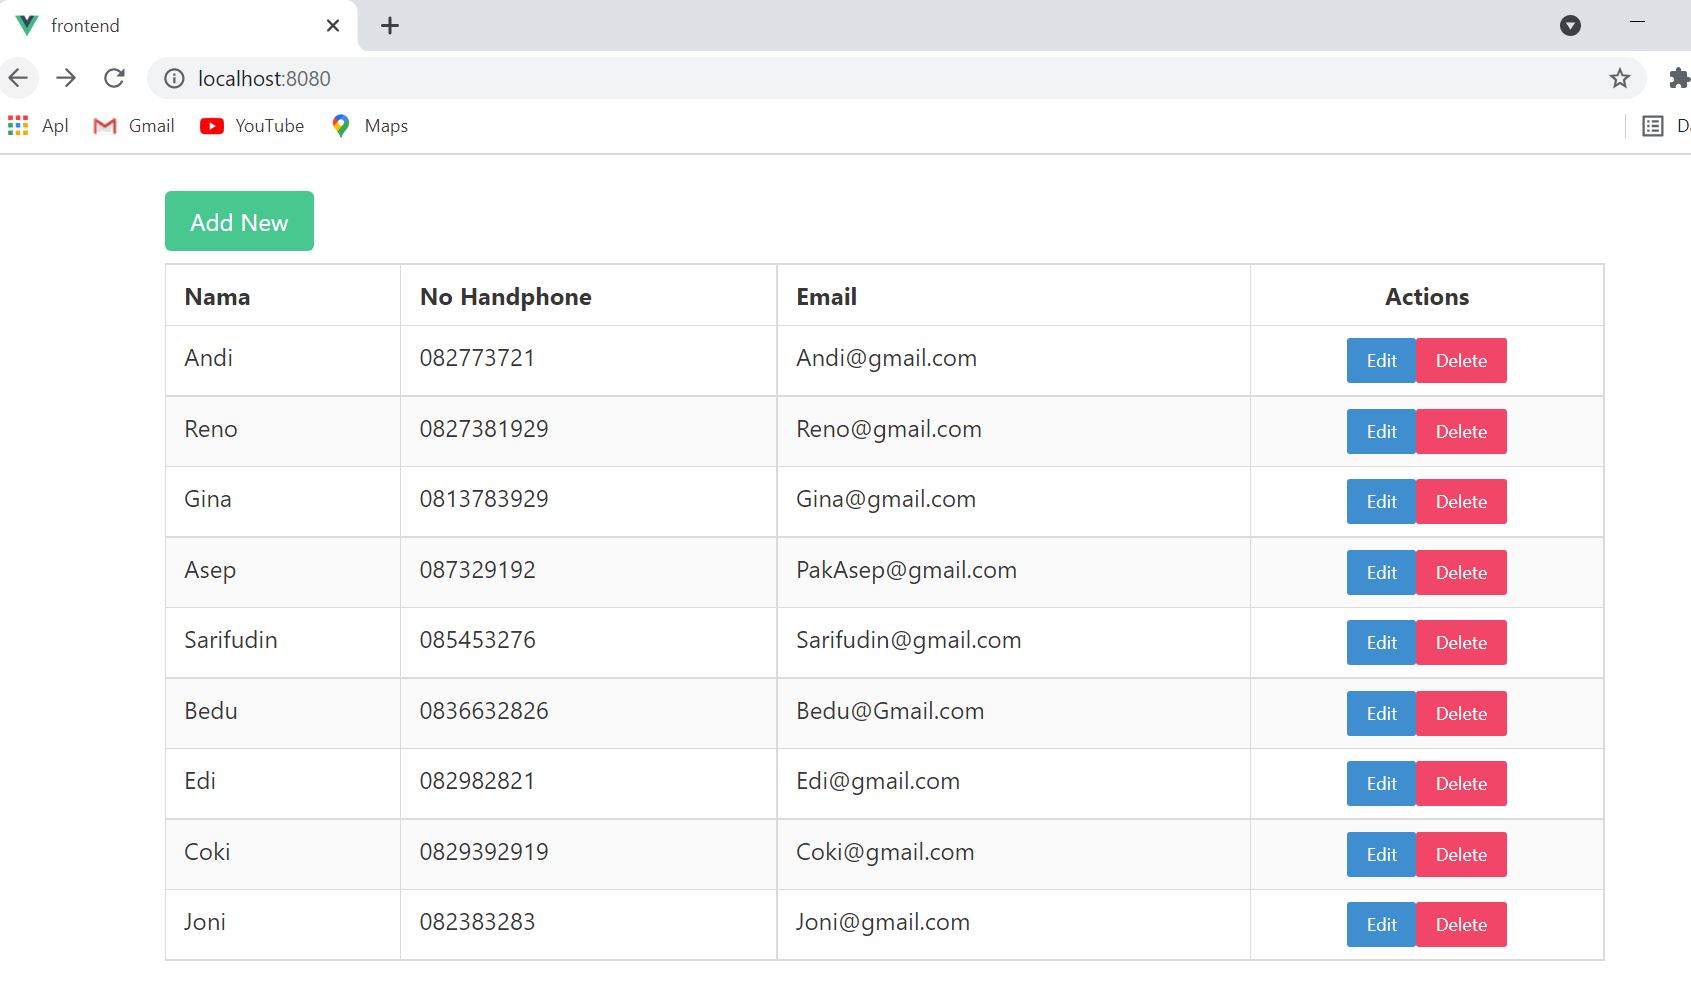 frontend
localhost:8080
Apl Gmail YouTube Maps
Add New
Nama No Handphone Email Actions
Andi 082773721 Andi@gmail.com Edit Delete
Reno 0827381929 Reno@gmail.com Edit Delete
Gina 0813783929 Gina@gmail.com Edit Delete
Asep 087329192 PakAsep@gmail.com Edit Delete
Sarifudin 085453276 Sarifudin@gmail.com Edit Delete
Bedu 0836632826 Bedu@Gmail.com Edit Delete
Edi 082982821 Edi@gmail.com Edit Delete
Coki 0829392919 Coki@gmail.com Edit Delete
Joni 082383283 Joni@gmail.com Edit Delete